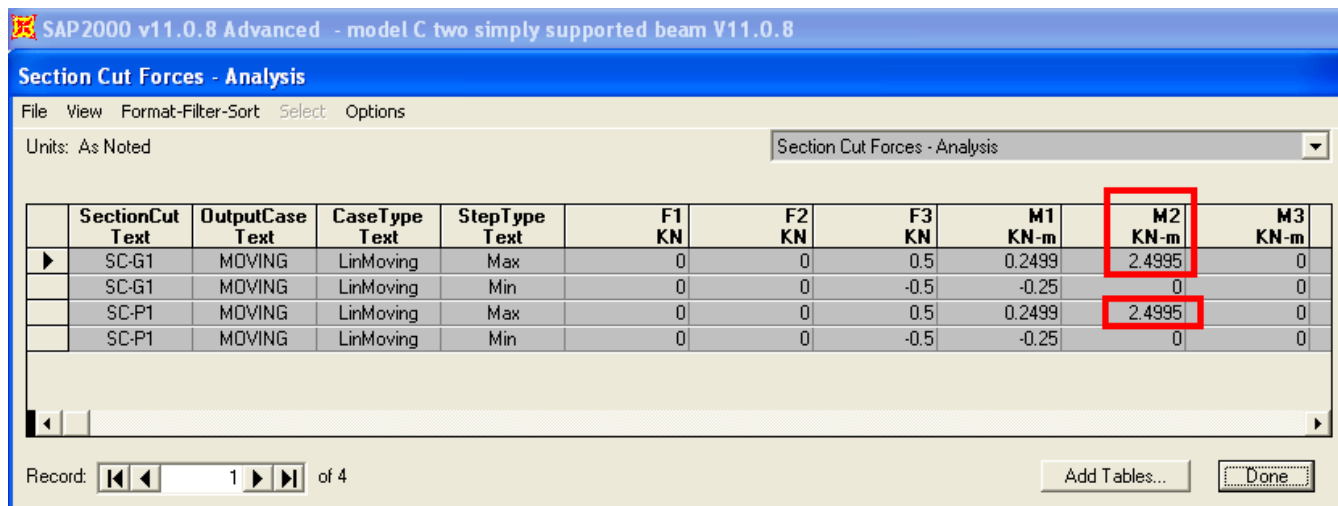 SAP2000 v11.0.8 Advanced - model C two simply supported beam V11.0.8
Section Cut Forces - Analysis
File View Format-Filter-Sort Select Options
Units: As Noted Section Cut Forces - Analysis
SectionCut OutputCase CaseType StepType F1 F2 F3 M1 M2 M3
Text Text Text Text KN KN KN KN-m KN-m KN-m
SC-G1 MOVING LinMoving Max 0 0 0.5 0.2499 2.4995 0
SC-G1 MOVING LinMoving Min 0 0 -0.5 -0.25 0 0
SC-P1 MOVING LinMoving Max 0 0 0.5 0.2499 2.4995 0
SC-P1 MOVING LinMoving Min 0 0 -0.5 -0.25 0 0
Record: 1 of 4 Add Tables... Done